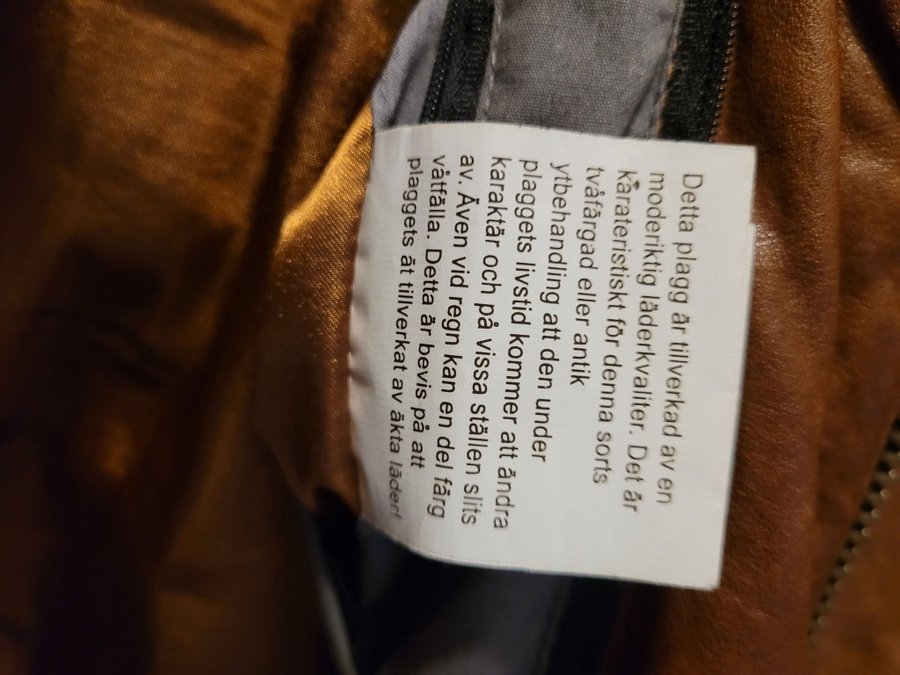 Detta plagg är tillverkad av en
moderiktig läderkvaliter. Det är
karateristiskt för denna sorts
tvåfärgad eller antik
ytbehandling att den under
plaggets livstid kommer att ändra
karaktär och på vissa ställen slits
av. Även vid regn kan en del färg
våtfälla. Detta är bevis på att
plaggets ät tillverkat av äkta läder!